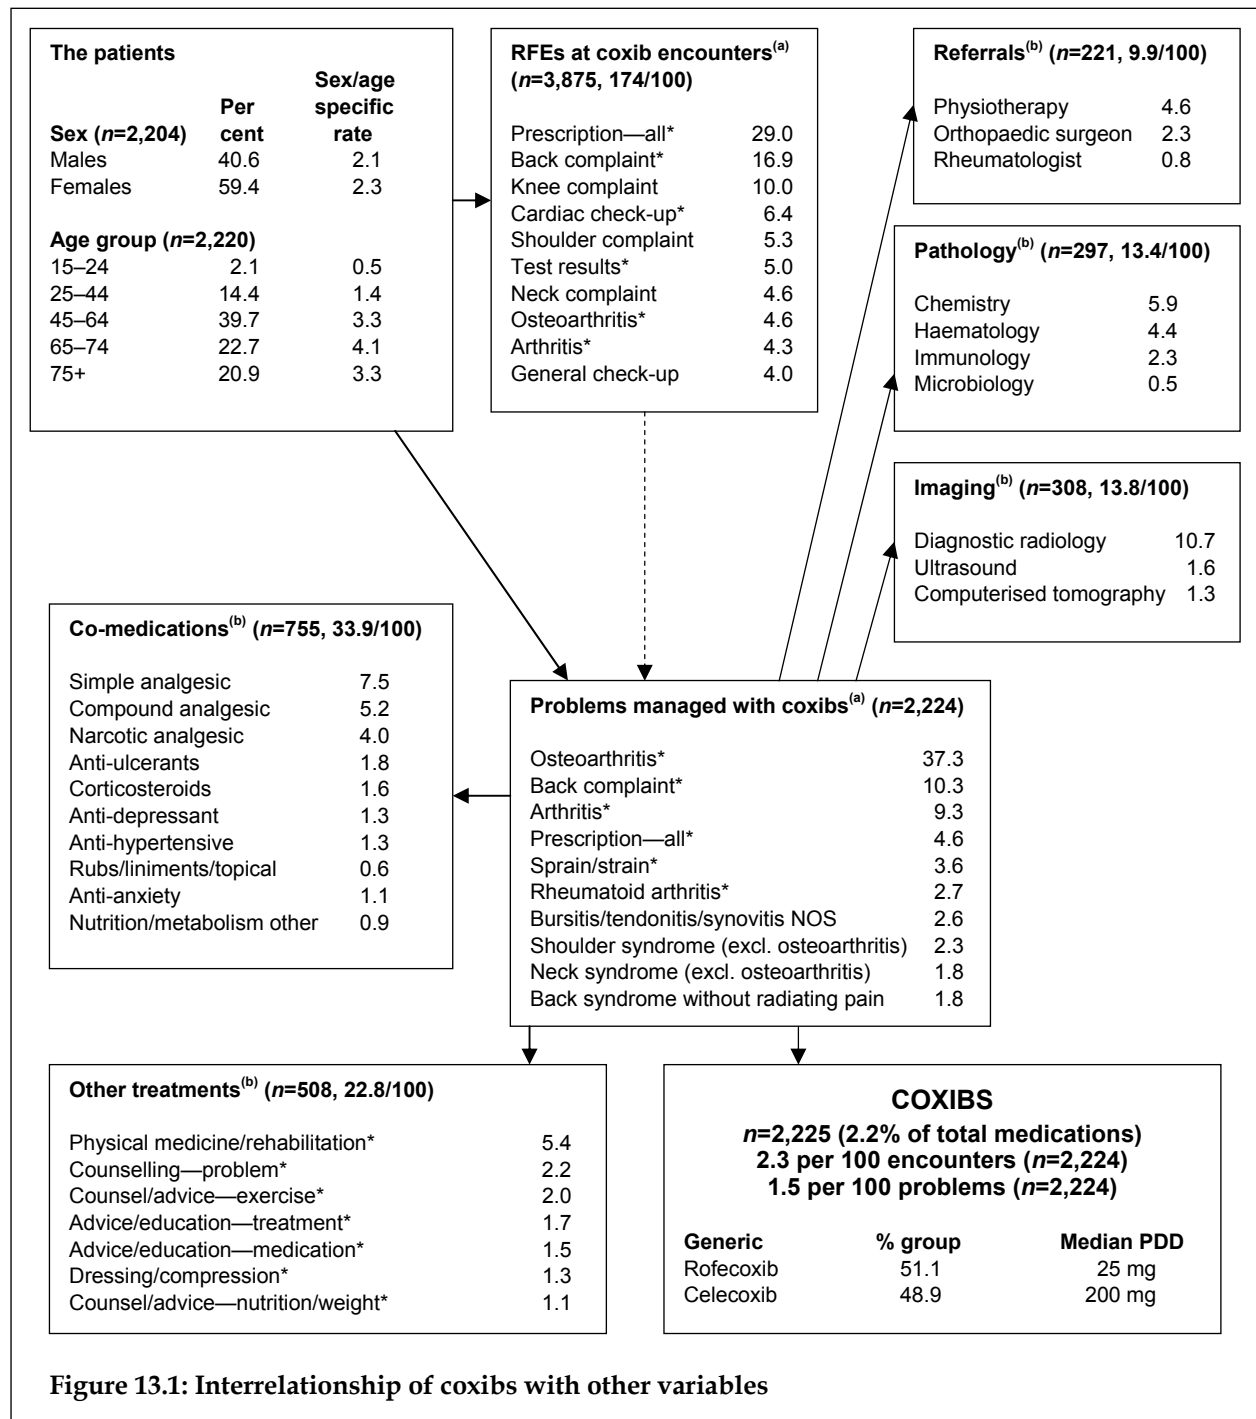 The patients
Sex/age
Per specific
Sex (n=2,204) cent rate
Males 40.6 2.1
Females 59.4 2.3
Age group (n=2,220)
15–24 2.1 0.5
25–44 14.4 1.4
45–64 39.7 3.3
65–74 22.7 4.1
75+ 20.9 3.3
RFEs at coxib encounters(a)
(n=3,875, 174/100)
Prescription—all* 29.0
Back complaint* 16.9
Knee complaint 10.0
Cardiac check-up* 6.4
Shoulder complaint 5.3
Test results* 5.0
Neck complaint 4.6
Osteoarthritis* 4.6
Arthritis* 4.3
General check-up 4.0
Referrals(b) (n=221, 9.9/100)
Physiotherapy 4.6
Orthopaedic surgeon 2.3
Rheumatologist 0.8
Pathology(b) (n=297, 13.4/100)
Chemistry 5.9
Haematology 4.4
Immunology 2.3
Microbiology 0.5
Imaging(b) (n=308, 13.8/100)
Diagnostic radiology 10.7
Ultrasound 1.6
Computerised tomography 1.3
Co-medications(b) (n=755, 33.9/100)
Simple analgesic 7.5
Compound analgesic 5.2
Narcotic analgesic 4.0
Anti-ulcerants 1.8
Corticosteroids 1.6
Anti-depressant 1.3
Anti-hypertensive 1.3
Rubs/liniments/topical 0.6
Anti-anxiety 1.1
Nutrition/metabolism other 0.9
Problems managed with coxibs(a) (n=2,224)
Osteoarthritis* 37.3
Back complaint* 10.3
Arthritis* 9.3
Prescription—all* 4.6
Sprain/strain* 3.6
Rheumatoid arthritis* 2.7
Bursitis/tendonitis/synovitis NOS 2.6
Shoulder syndrome (excl. osteoarthritis) 2.3
Neck syndrome (excl. osteoarthritis) 1.8
Back syndrome without radiating pain 1.8
Other treatments(b) (n=508, 22.8/100)
Physical medicine/rehabilitation* 5.4
Counselling—problem* 2.2
Counsel/advice—exercise* 2.0
Advice/education—treatment* 1.7
Advice/education—medication* 1.5
Dressing/compression* 1.3
Counsel/advice—nutrition/weight* 1.1
COXIBS
n=2,225 (2.2% of total medications)
2.3 per 100 encounters (n=2,224)
1.5 per 100 problems (n=2,224)
Generic % group Median PDD
Rofecoxib 51.1 25 mg
Celecoxib 48.9 200 mg
Figure 13.1: Interrelationship of coxibs with other variables